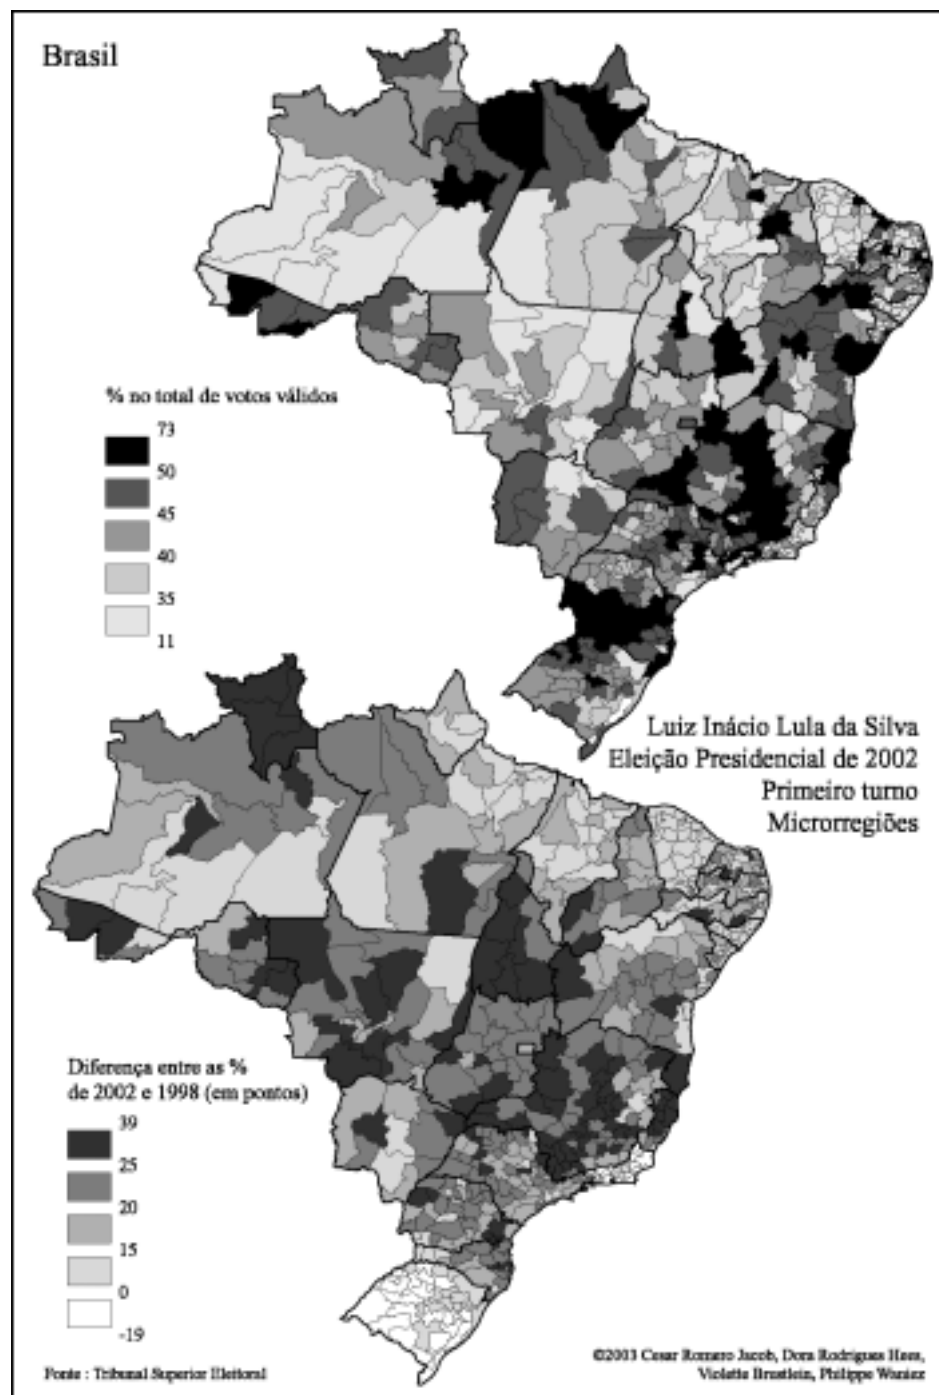 Brasil
% no total de votos válidos
73
50
45
40
35
11
Luiz Inácio Lula da Silva
Eleição Presidencial de 2002
Primeiro turno
Microrregiões
Diferença entre as %
de 2002 e 1998 (em pontos)
39
25
20
15
0
-19
Fonte : Tribunal Superior Eleitoral
©2003 Cesar Romero Jacob, Dora Rodrigues Hees,
Violette Brustlein, Philippe Waniez